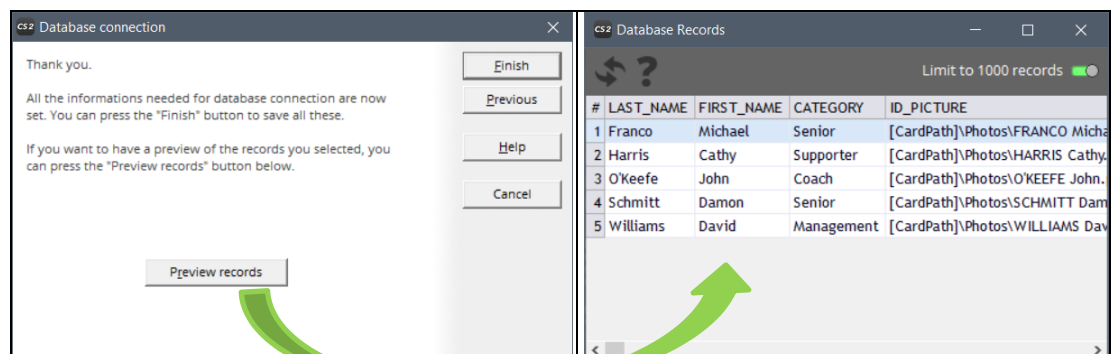 cs2 Database connection
Thank you.
All the informations needed for database connection are now
set. You can press the "Finish" button to save all these.
If you want to have a preview of the records you selected, you
can press the "Preview records" button below.
Finish
Previous
Help
Cancel
Preview records
cs2 Database Records
?
Limit to 1000 records
# LAST_NAME FIRST_NAME CATEGORY ID_PICTURE
1 Franco Michael Senior [CardPath]\Photos\FRANCO Micha
2 Harris Cathy Supporter [CardPath]\Photos\HARRIS Cathy.
3 O'Keefe John Coach [CardPath]\Photos\O'KEEFE John.
4 Schmitt Damon Senior [CardPath]\Photos\SCHMITT Dam
5 Williams David Management [CardPath]\Photos\WILLIAMS Dav